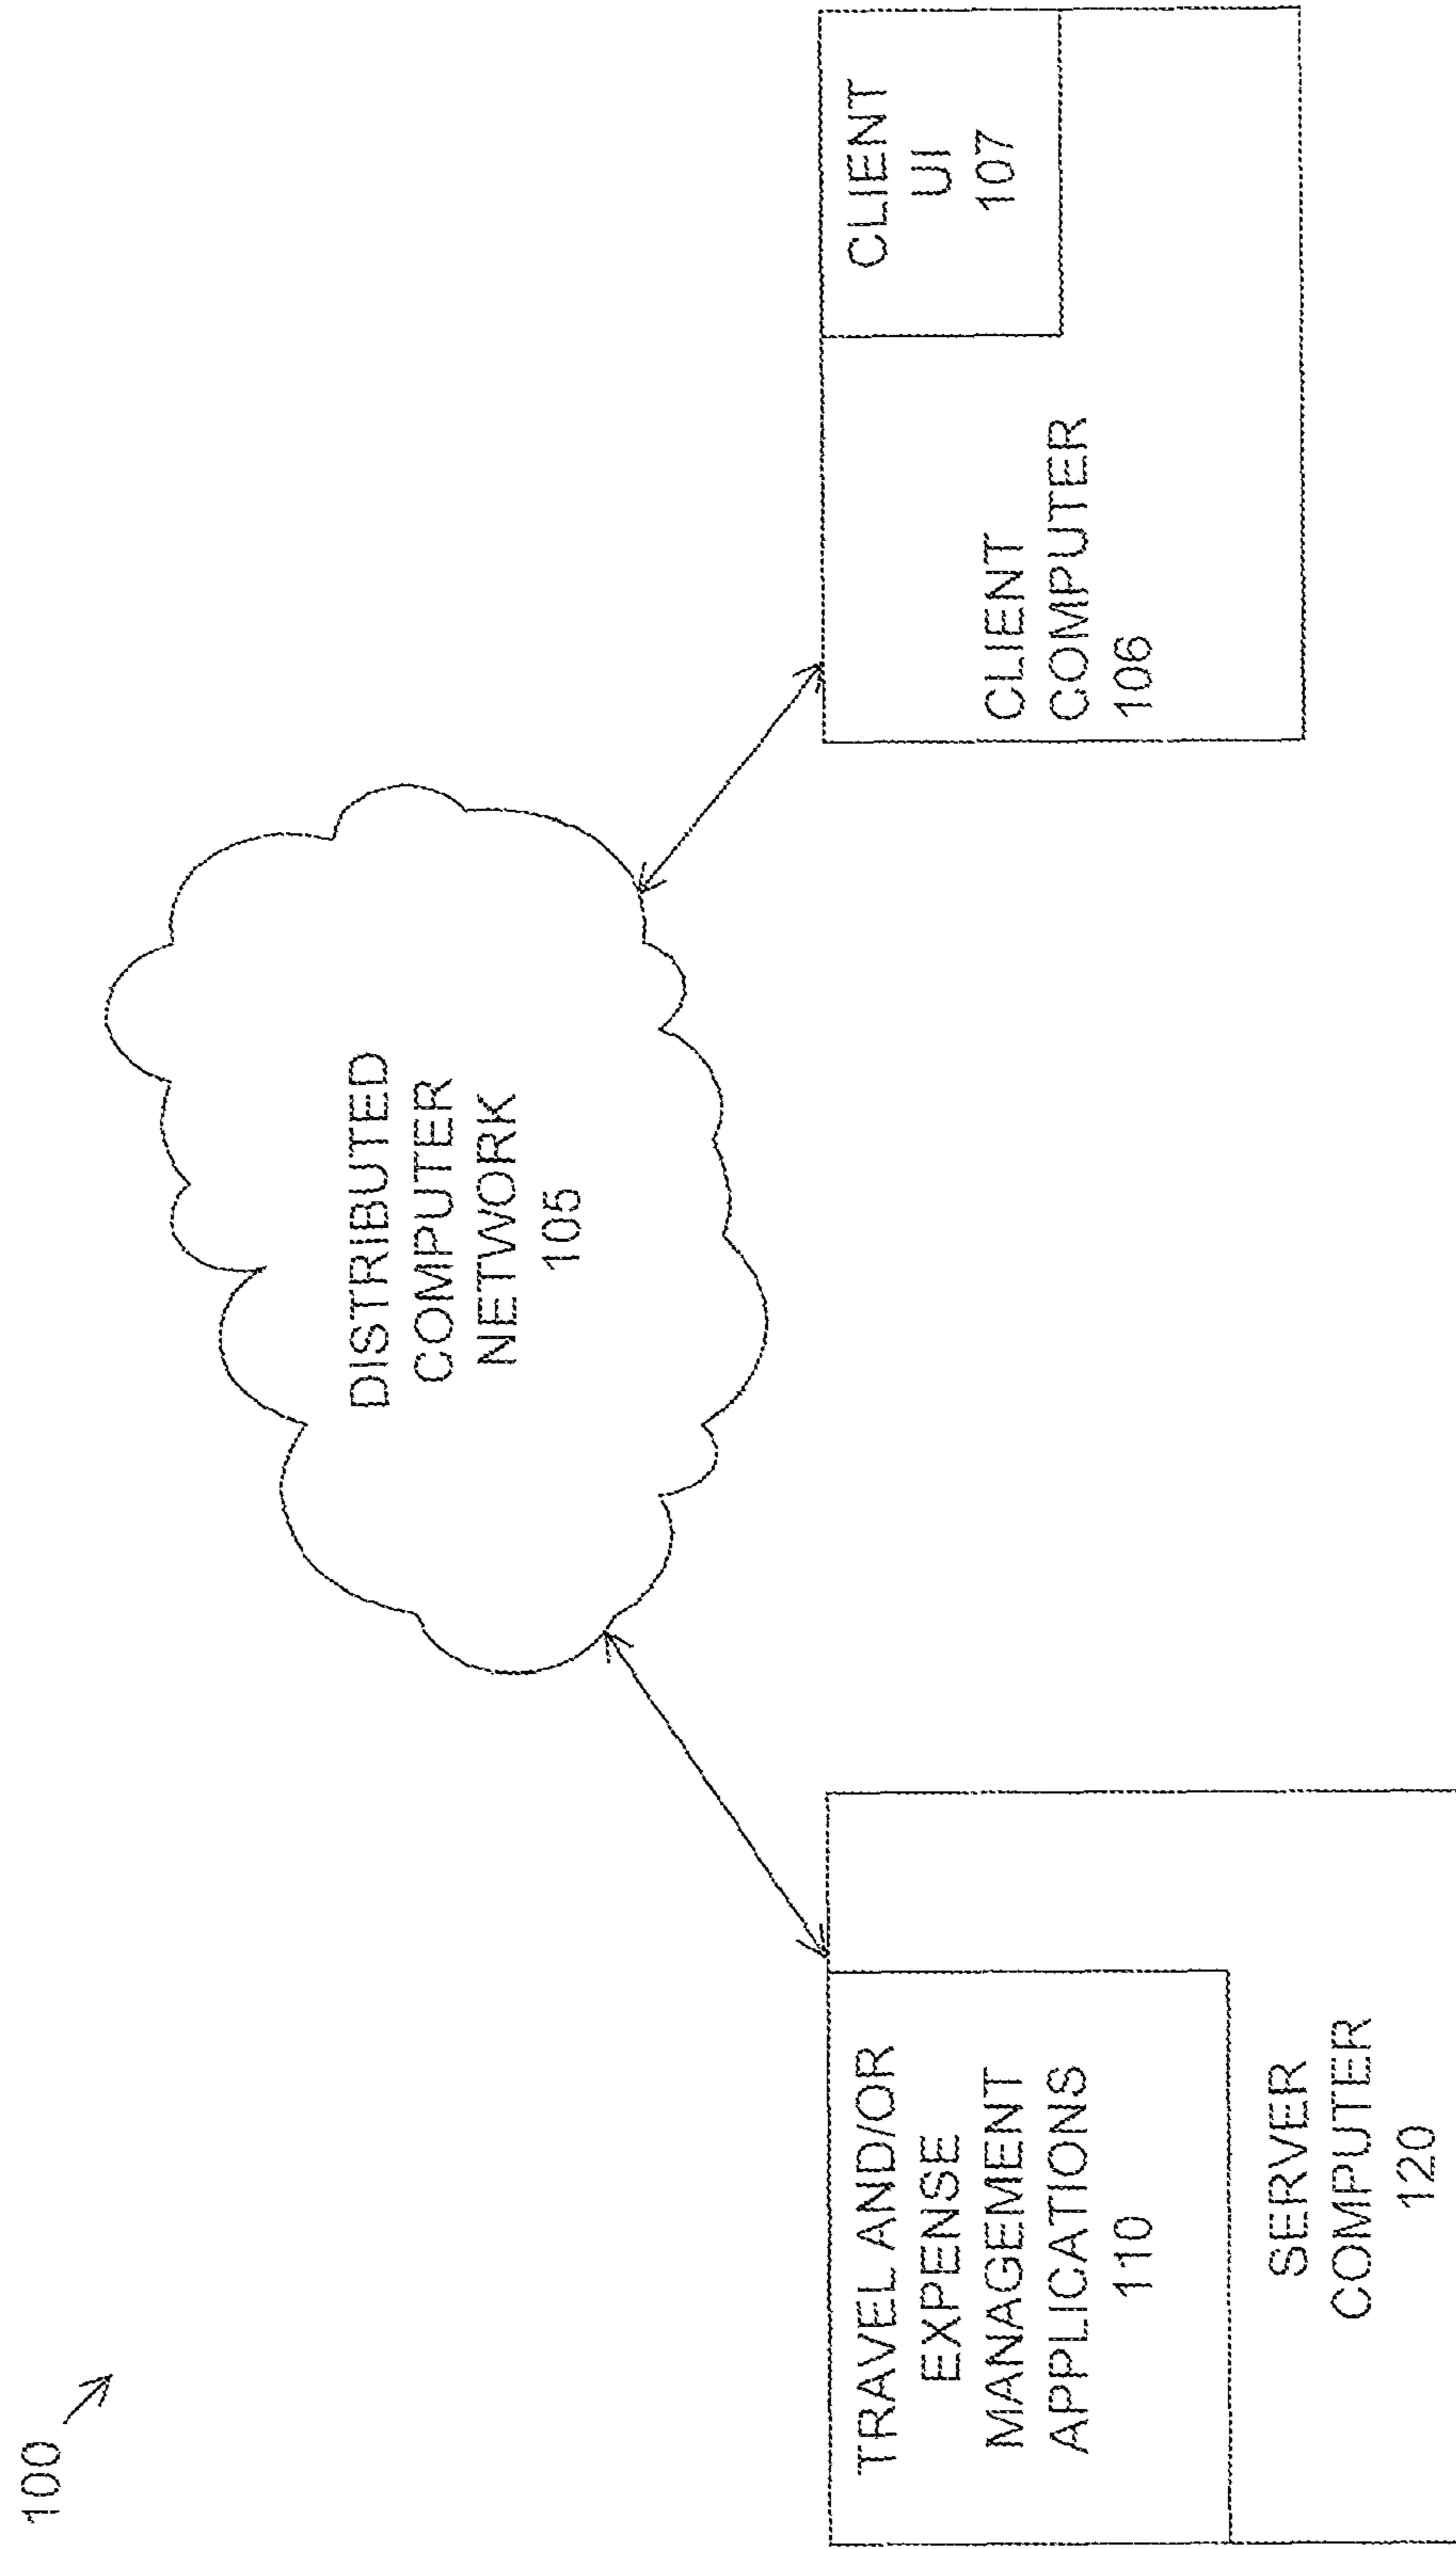 100
DISTRIBUTED
COMPUTER
NETWORK
105
TRAVEL AND/OR
EXPENSE
MANAGEMENT
APPLICATIONS
110
SERVER
COMPUTER
120
CLIENT
UI
107
CLIENT
COMPUTER
106